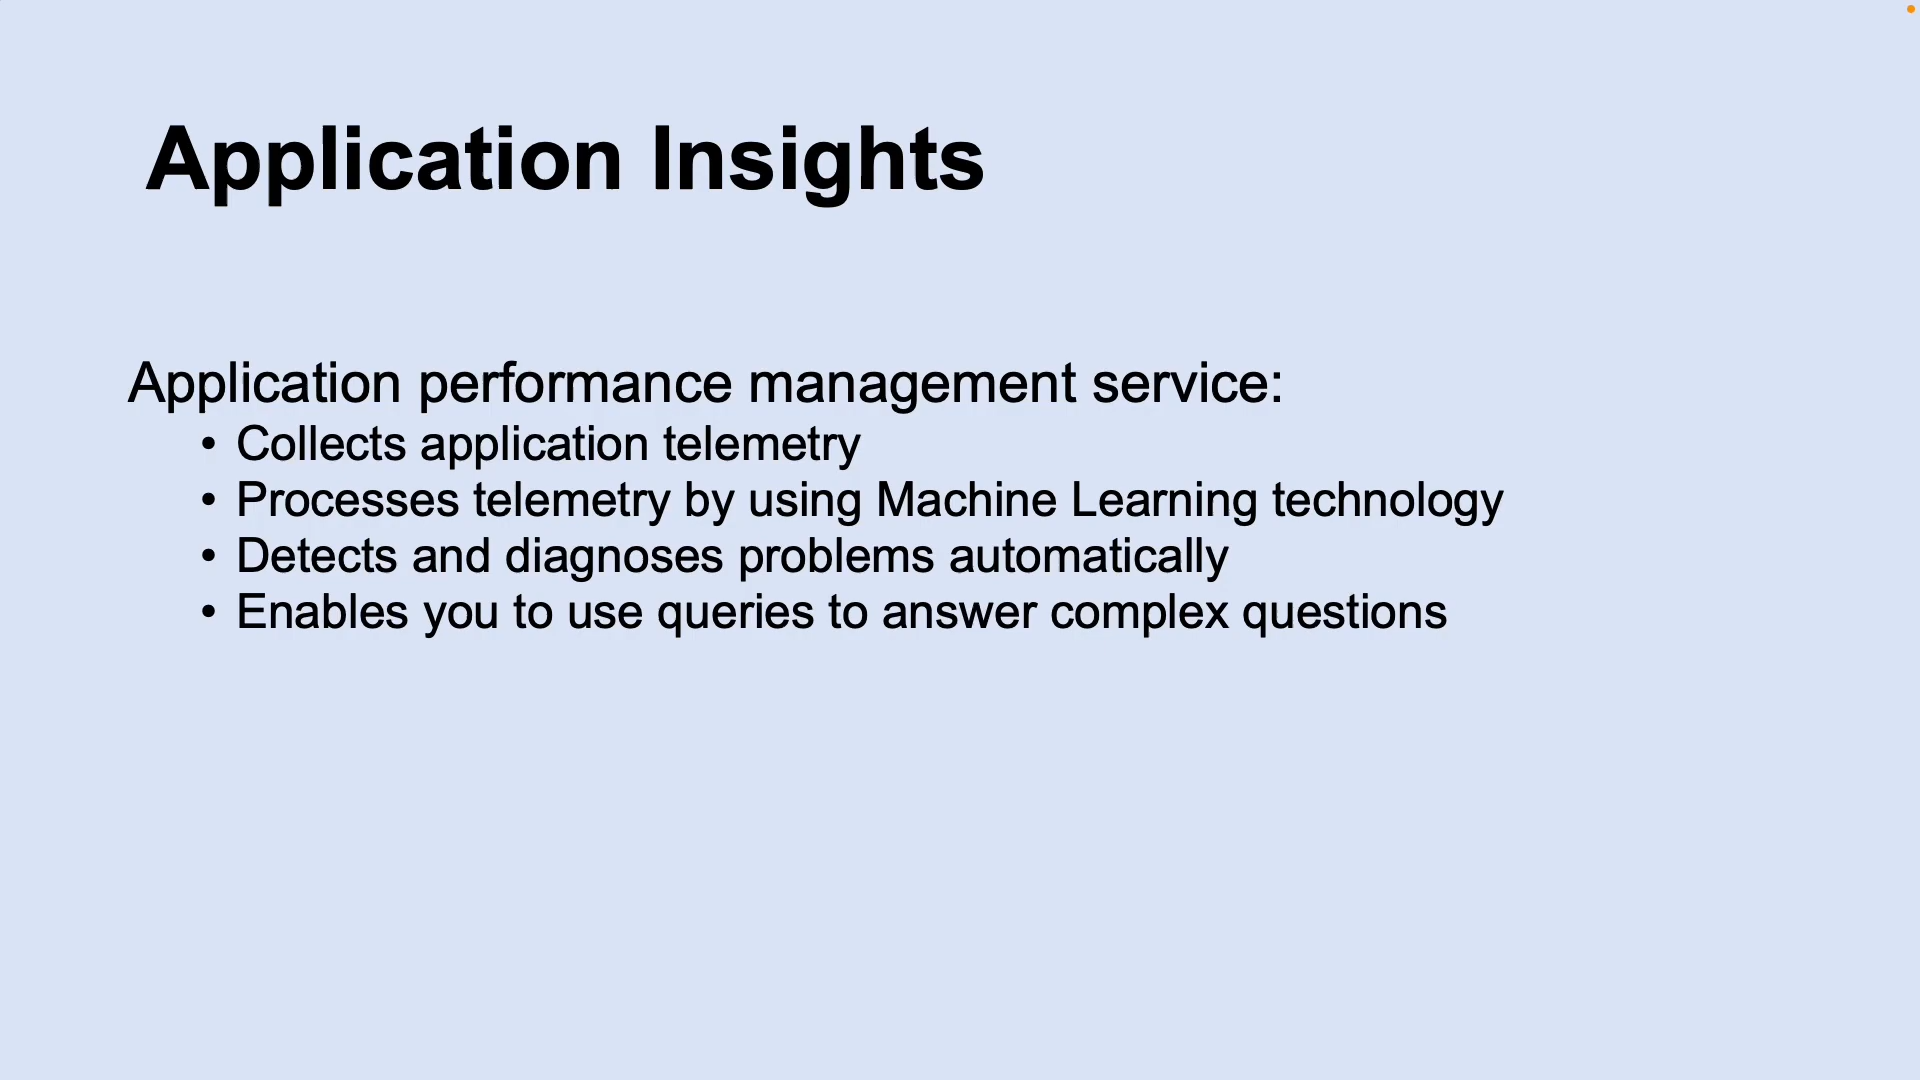 Application Insights
Application performance management service:
• Collects application telemetry
• Processes telemetry by using Machine Learning technology
• Detects and diagnoses problems automatically
• Enables you to use queries to answer complex questions